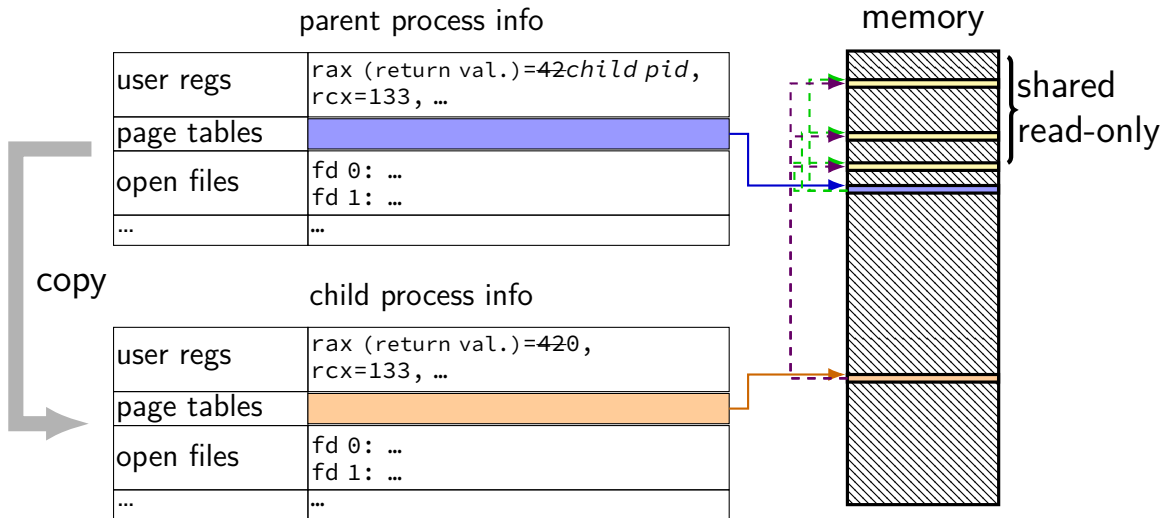 parent process info
user regs
rax (return val.)=42child pid,
rcx=133, …
page tables
open files
fd 0: …
fd 1: …
…
…
copy
child process info
user regs
rax (return val.)=420,
rcx=133, …
page tables
open files
fd 0: …
fd 1: …
…
…
memory
shared
read-only